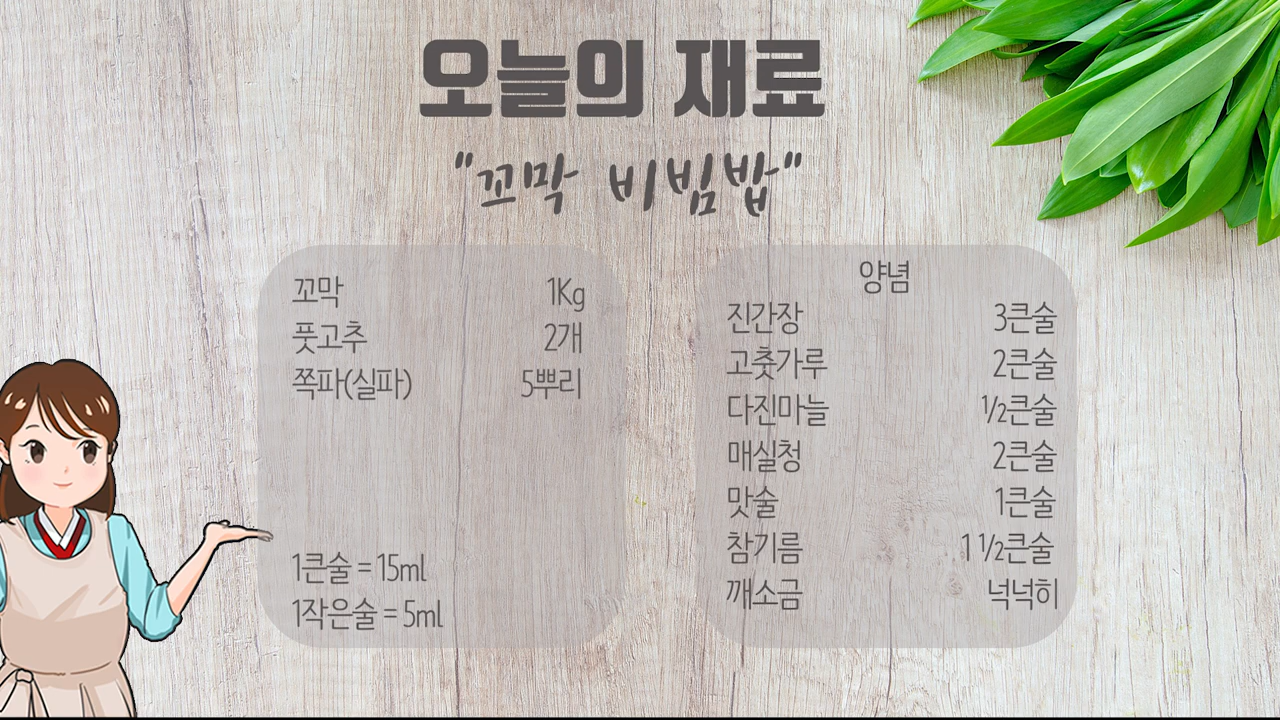 오늘의 재료
"꼬막 비빔밥"
꼬막 1Kg
풋고추 2개
쪽파(실파) 5뿌리
1큰술 = 15ml
1작은술 = 5ml
양념
진간장 3큰술
고춧가루 2큰술
다진마늘 ½큰술
매실청 2큰술
맛술 1큰술
참기름 1 ½큰술
깨소금 넉넉히